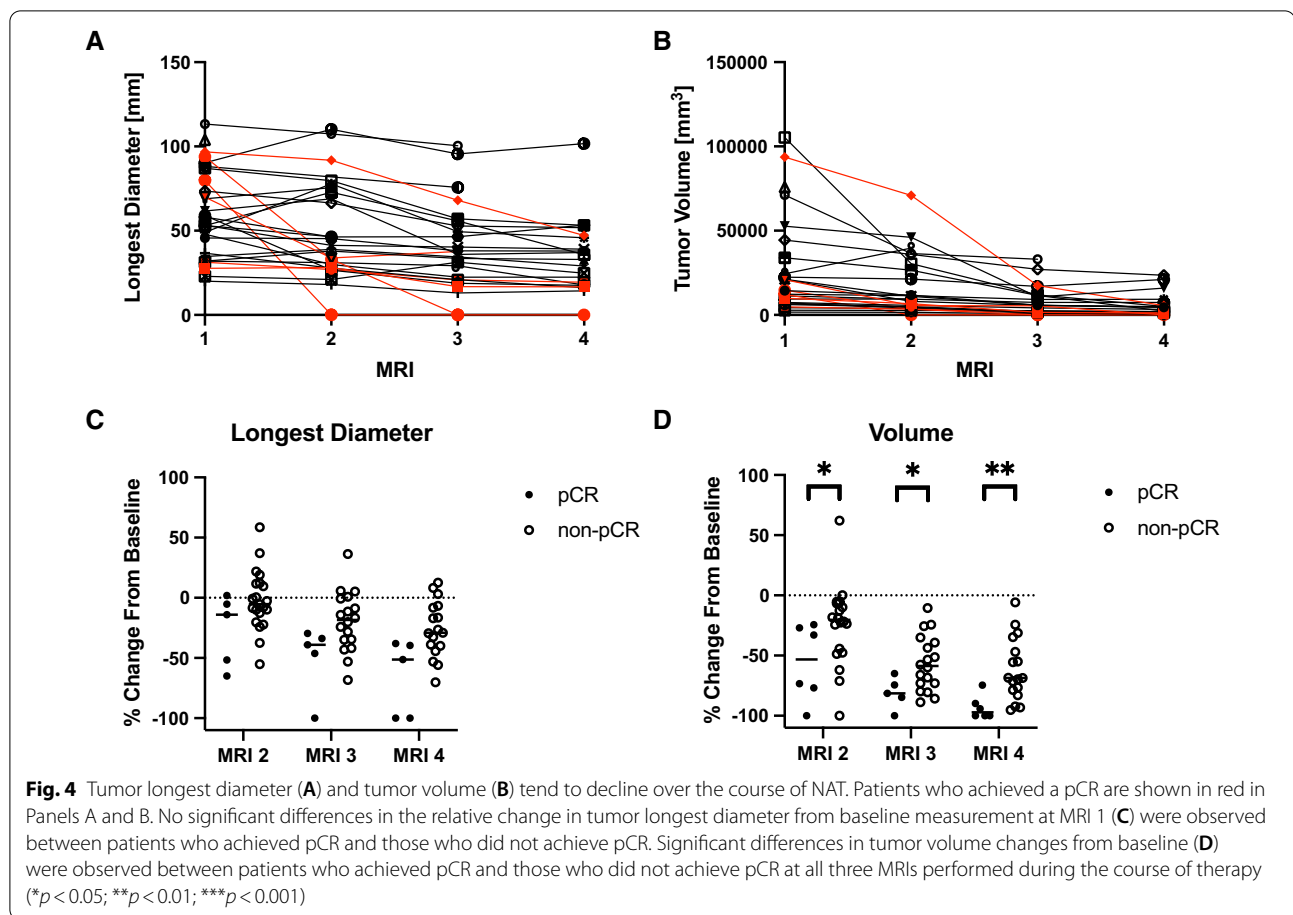 A
150
100
50
0
Longest Diameter [mm]
1 2 3 4
MRI
B
150000
100000
50000
0
Tumor Volume [mm³]
1 2 3 4
MRI
C
Longest Diameter
100
50
0
-50
-100
% Change From Baseline
MRI 2 MRI 3 MRI 4
pCR
non-pCR
D
Volume
* * **
100
50
0
-50
-100
% Change From Baseline
MRI 2 MRI 3 MRI 4
pCR
non-pCR
Fig. 4 Tumor longest diameter (A) and tumor volume (B) tend to decline over the course of NAT. Patients who achieved a pCR are shown in red in
Panels A and B. No significant differences in the relative change in tumor longest diameter from baseline measurement at MRI 1 (C) were observed
between patients who achieved pCR and those who did not achieve pCR. Significant differences in tumor volume changes from baseline (D)
were observed between patients who achieved pCR and those who did not achieve pCR at all three MRIs performed during the course of therapy
(*p < 0.05; **p < 0.01; ***p < 0.001)